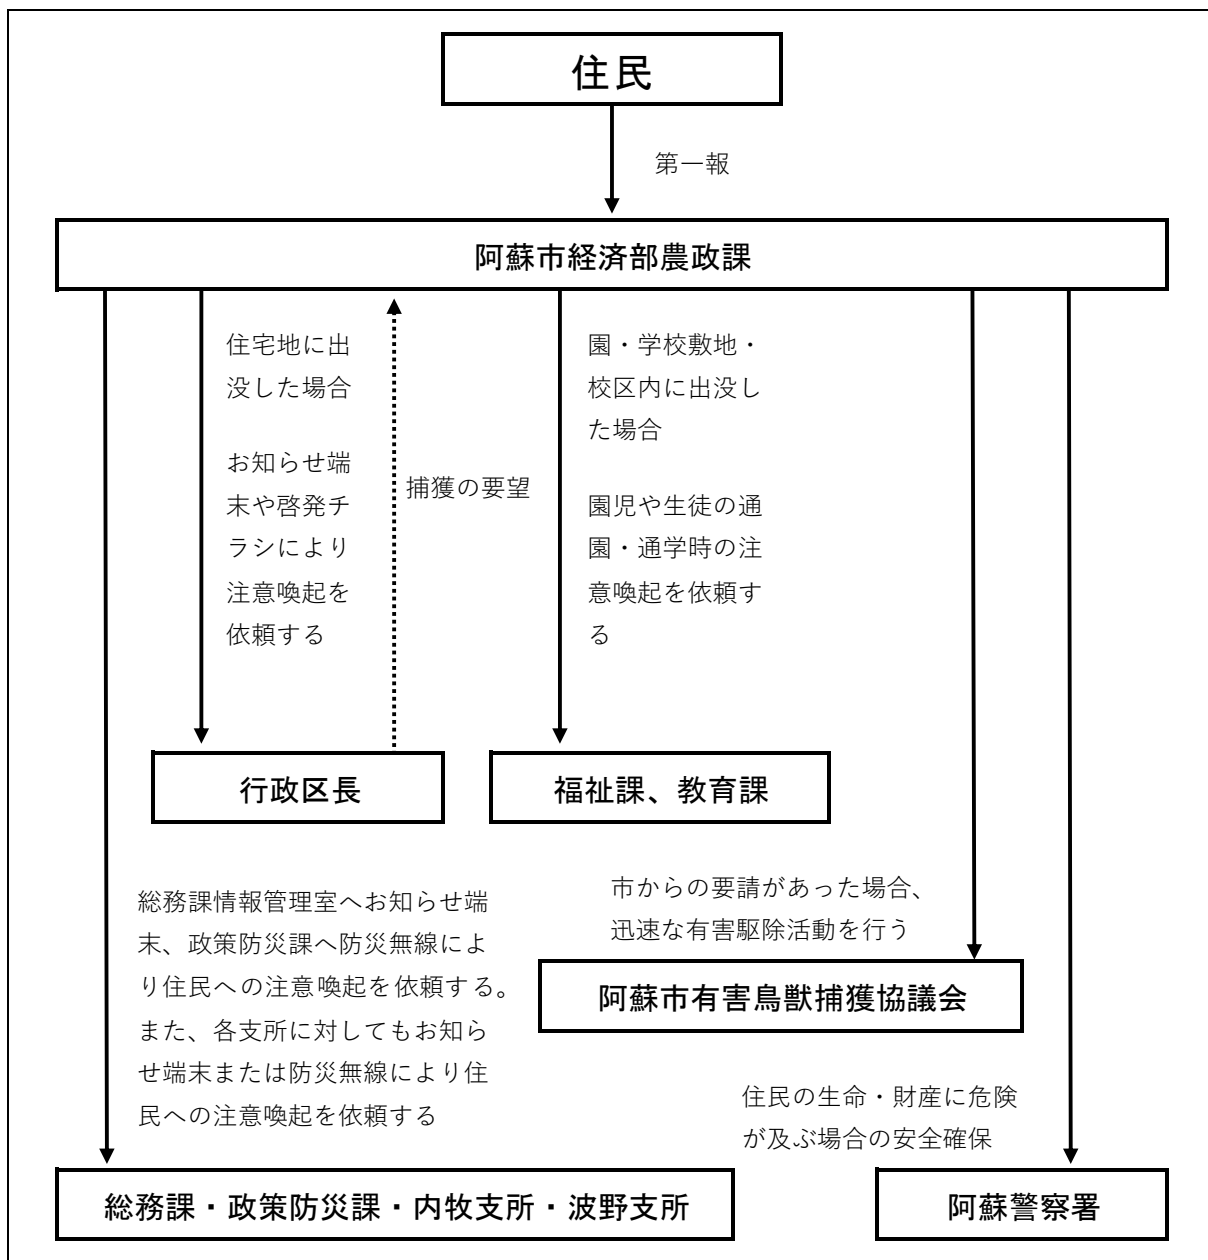 住民
第一報
阿蘇市経済部農政課
住宅地に出
没した場合
お知らせ端
末や啓発チ
ラシにより
注意喚起を
依頼する
捕獲の要望
園・学校敷地・
校区内に出没し
た場合
園児や生徒の通
園・通学時の注
意喚起を依頼す
る
行政区長
福祉課、教育課
総務課情報管理室へお知らせ端
末、政策防災課へ防災無線によ
り住民への注意喚起を依頼する。
また、各支所に対してもお知ら
せ端末または防災無線により住
民への注意喚起を依頼する
市からの要請があった場合、
迅速な有害駆除活動を行う
阿蘇市有害鳥獣捕獲協議会
住民の生命・財産に危険
が及ぶ場合の安全確保
総務課・政策防災課・内牧支所・波野支所
阿蘇警察署